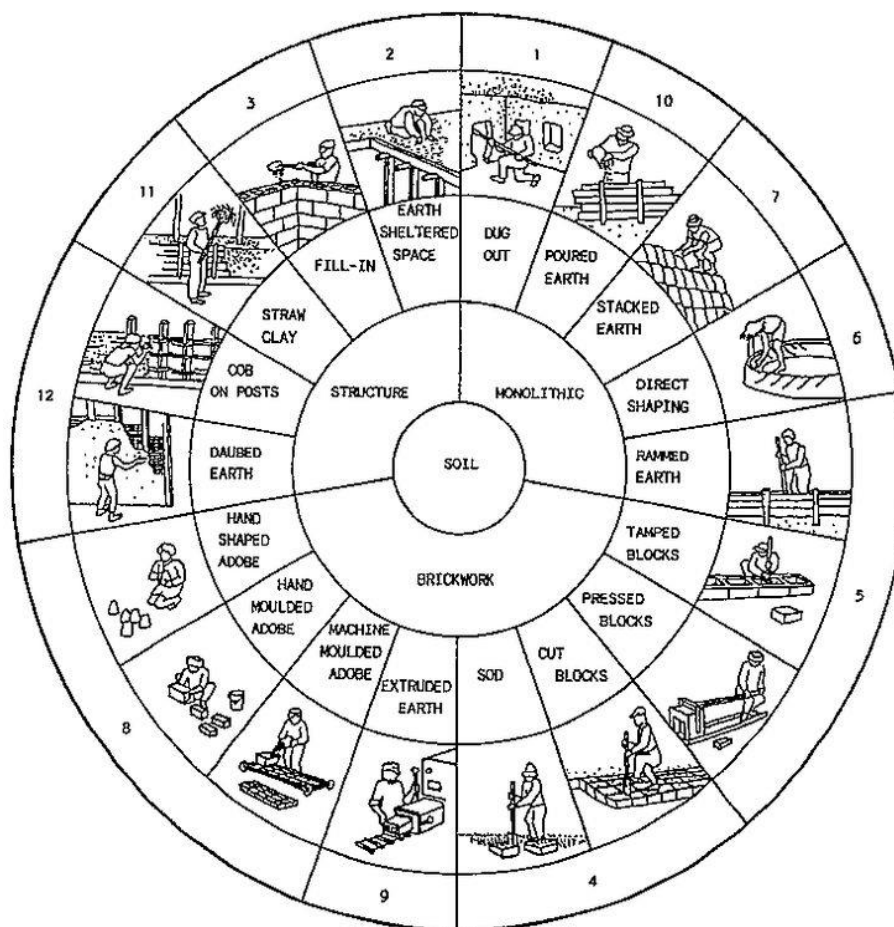 2
1
3
10
11
7
12
6
5
8
9
4
EARTH
SHELTERED
SPACE
DUG
OUT
FILL-IN
POURED
EARTH
STRAW
CLAY
STACKED
EARTH
COB
ON POSTS
STRUCTURE
MONOLITHIC
DIRECT
SHAPING
DAUBED
EARTH
SOIL
RAMMED
EARTH
HAND
SHAPED
ADOBE
TAMPED
BLOCKS
BRICKWORK
HAND
MOULDED
ADOBE
PRESSED
BLOCKS
MACHINE
MOULDED
ADOBE
CUT
BLOCKS
EXTRUDED
EARTH
SOD